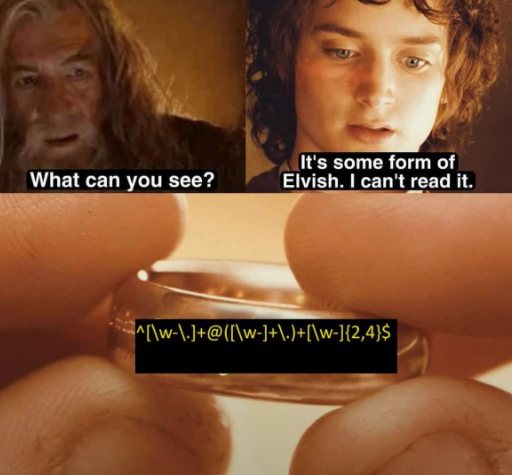 What can you see?
It's some form of
Elvish. I can't read it.
^[\w-\.]+@([\w-]+\.)+[\w-]{2,4}$